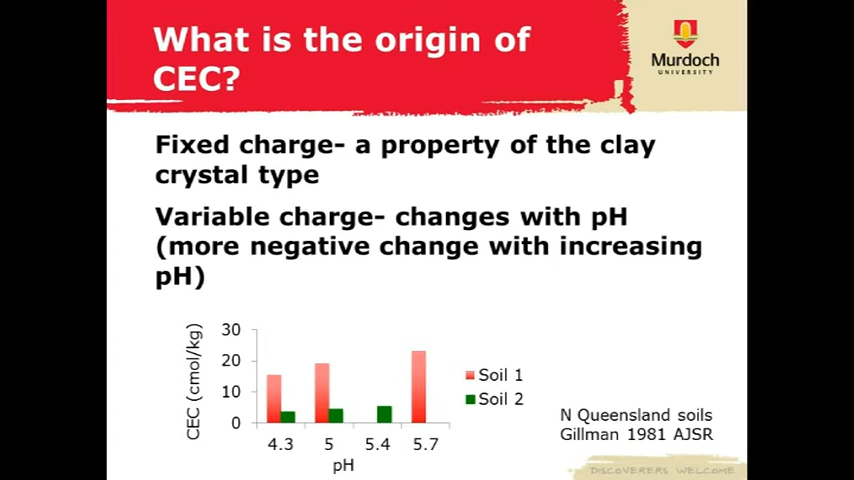 What is the origin of
CEC?
Murdoch
UNIVERSITY
Fixed charge- a property of the clay
crystal type
Variable charge- changes with pH
(more negative change with increasing
pH)
CEC (cmol/kg)
30
20
10
0
4.3
5
5.4
5.7
pH
Soil 1
Soil 2
N Queensland soils
Gillman 1981 AJSR
DISCOVERERS WELCOME